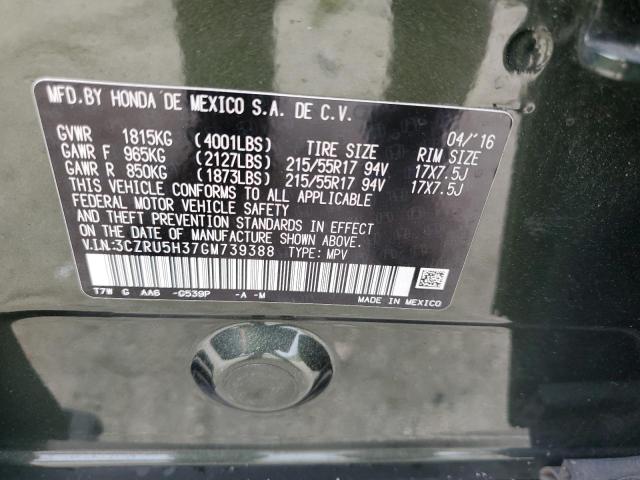 MFD.BY HONDA DE MEXICO S.A. DE C.V.
04/'16
GVWR 1815KG (4001LBS) TIRE SIZE RIM SIZE
GAWR F 965KG (2127LBS) 215/55R17 94V 17X7.5J
GAWR R 850KG (1873LBS) 215/55R17 94V 17X7.5J
THIS VEHICLE CONFORMS TO ALL APPLICABLE
FEDERAL MOTOR VEHICLE SAFETY
AND THEFT PREVENTION STANDARDS IN EFFECT
ON THE DATE OF MANUFACTURE SHOWN ABOVE.
V.I.N:3CZRU5H37GM739388 TYPE: MPV
T7W G AA6 -G539P -A -M
MADE IN MEXICO